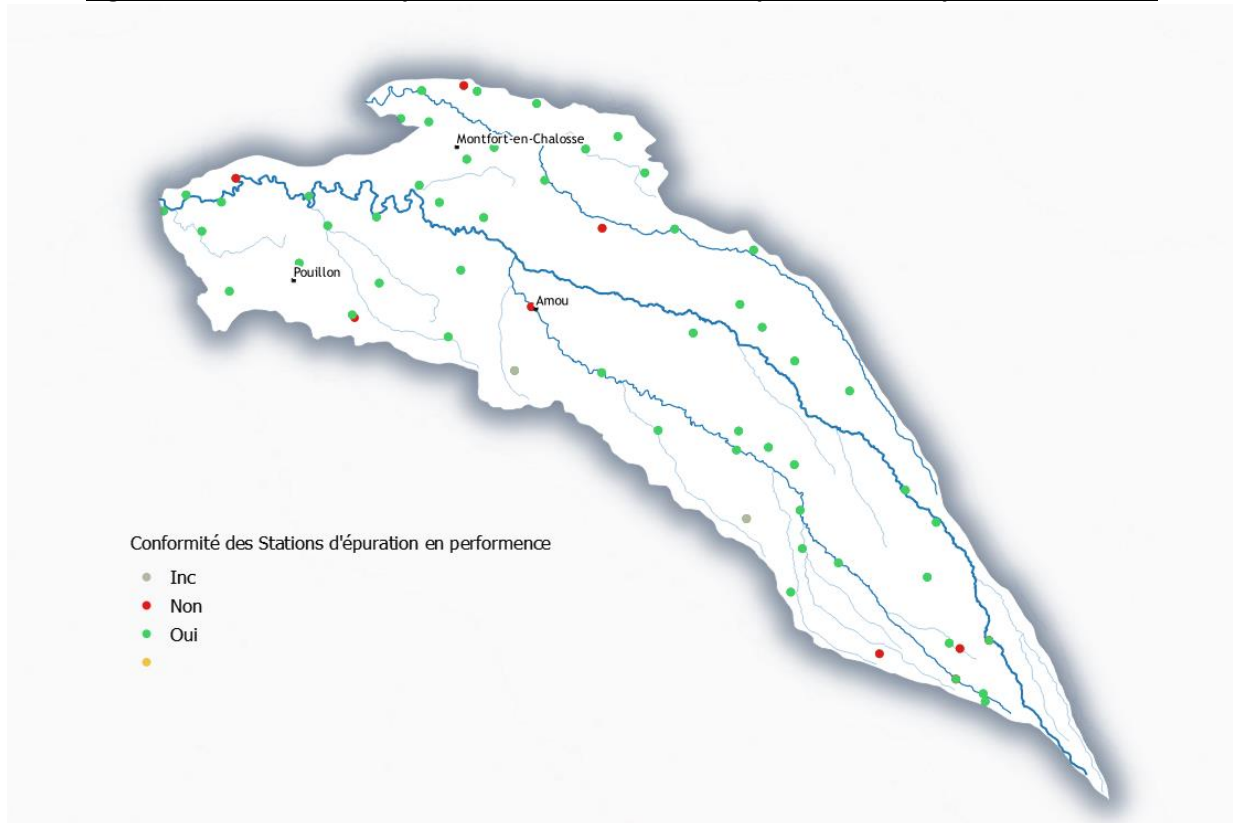 Montfort-en-Chalosse
Pouillon
Amou
Conformité des Stations d'épuration en performence
Inc
Non
Oui